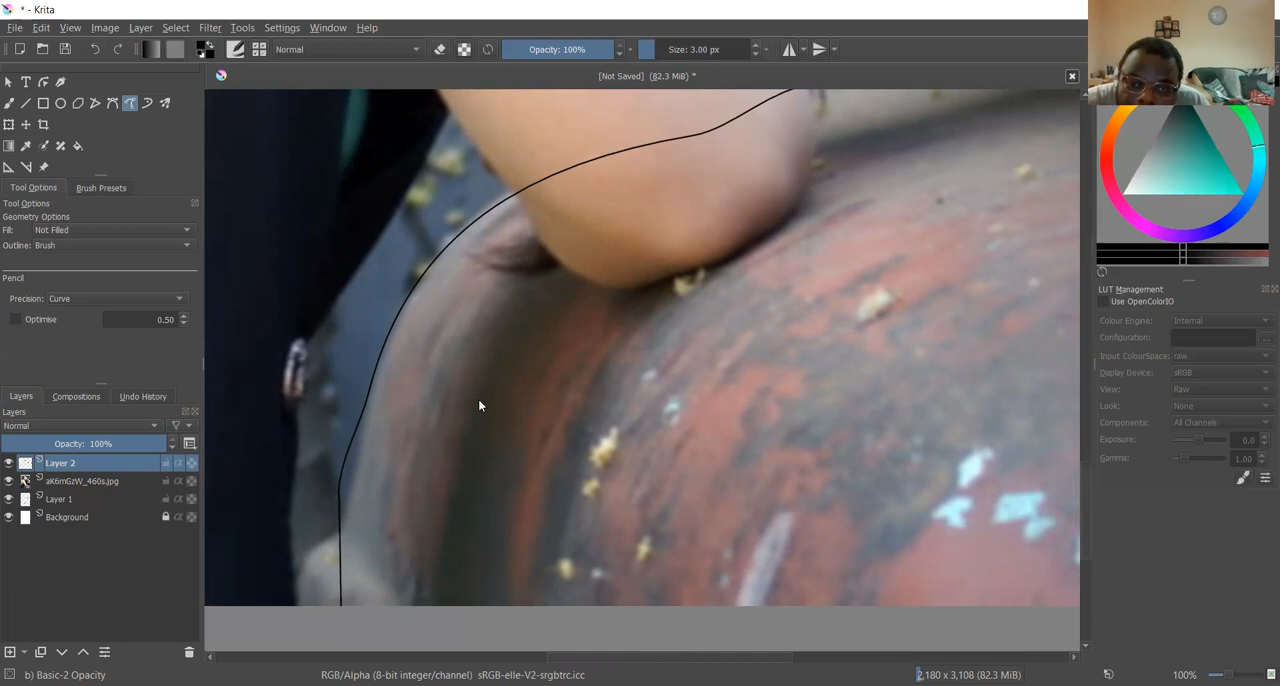 * - Krita
File Edit View Image Layer Select Filter Tools Settings Window Help
Normal Opacity: 100% Size: 3.00 px
[Not Saved] (82.3 MiB) *
Tool Options Brush Presets
Tool Options
Geometry Options
Fill: Not Filled
Outline: Brush
Pencil
Precision: Curve
Optimise 0.50
Layers Compositions Undo History
Layers
Normal
Opacity: 100%
Layer 2
aK6mGzW_460s.jpg
Layer 1
Background
LUT Management
Use OpenColorIO
Colour Engine: Internal
Configuration: ...
Input ColourSpace: raw
Display Device: sRGB
View: Raw
Look: None
Components: All Channels
Exposure: 0.0
Gamma: 1.00
b) Basic-2 Opacity RGB/Alpha (8-bit integer/channel) sRGB-elle-V2-srgbtrc.icc 2,180 x 3,108 (82.3 MiB) 100%